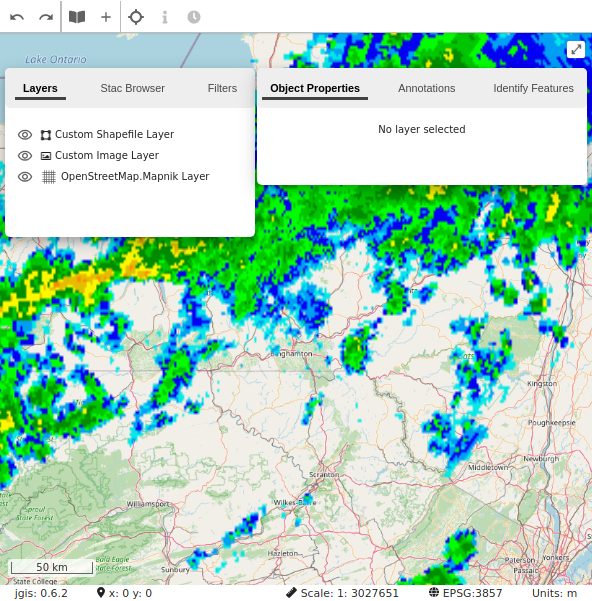 Lake Ontario
Layers
Stac Browser
Filters
Object Properties
Annotations
Identify Features
Custom Shapefile Layer
Custom Image Layer
OpenStreetMap.Mapnik Layer
No layer selected
Kingston
Poughkeepsie
Newburgh
Middletown
Scranton
Wilkes-Barre
Williamsport
Sproul
State Forest
Hazleton
Bald Eagle
State Forest
Sunbury
Paterson
Yonkers
Passaic
50 km
State College
jgis: 0.6.2
x: 0 y: 0
Scale: 1: 3027651
EPSG:3857
Units: m